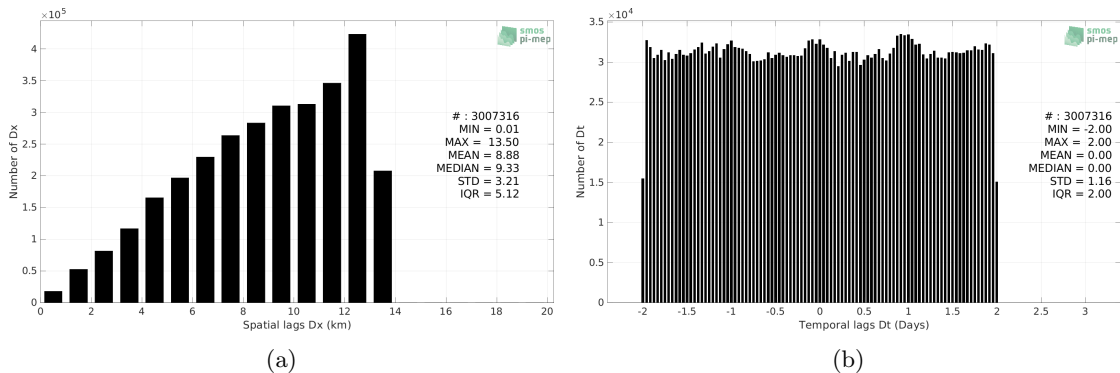 ×10⁵
4
3.5
3
2.5
2
1.5
1
0.5
0
Number of Dx
0 2 4 6 8 10 12 14 16 18 20
Spatial lags Dx (km)
smos
pi-mep
# : 3007316
MIN = 0.01
MAX = 13.50
MEAN = 8.88
MEDIAN = 9.33
STD = 3.21
IQR = 5.12
(a)
×10⁴
3.5
3
2.5
2
1.5
1
0.5
0
Number of Dt
-2 -1.5 -1 -0.5 0 0.5 1 1.5 2 2.5 3
Temporal lags Dt (Days)
smos
pi-mep
# : 3007316
MIN = -2.00
MAX = 2.00
MEAN = 0.00
MEDIAN = 0.00
STD = 1.16
IQR = 2.00
(b)